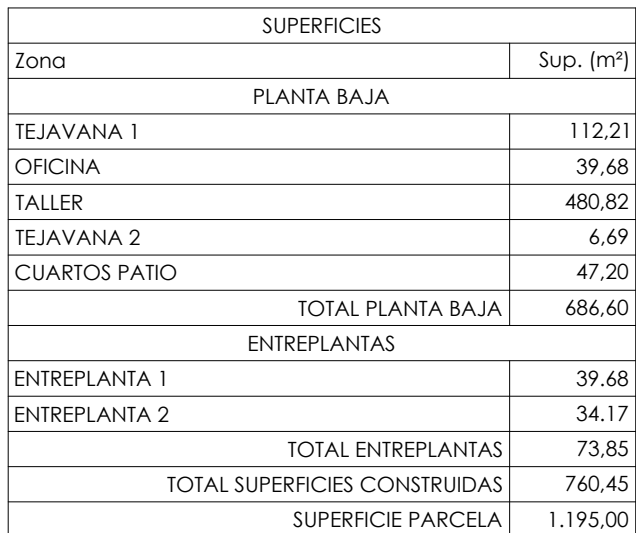 SUPERFICIES
Zona Sup. (m²)
PLANTA BAJA
TEJAVANA 1 112,21
OFICINA 39,68
TALLER 480,82
TEJAVANA 2 6,69
CUARTOS PATIO 47,20
TOTAL PLANTA BAJA 686,60
ENTREPLANTAS
ENTREPLANTA 1 39.68
ENTREPLANTA 2 34.17
TOTAL ENTREPLANTAS 73,85
TOTAL SUPERFICIES CONSTRUIDAS 760,45
SUPERFICIE PARCELA 1.195,00